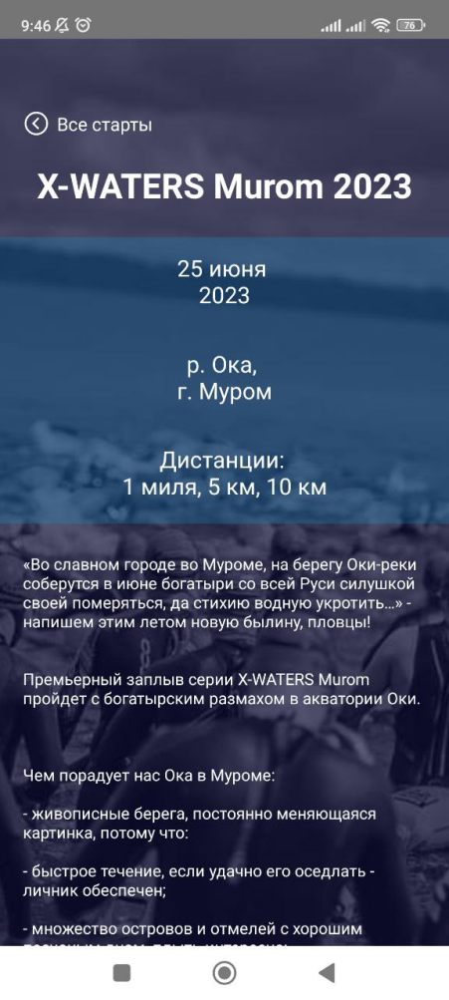 9:46
76
Все старты
X-WATERS Murom 2023
25 июня
2023
р. Ока,
г. Муром
Дистанции:
1 миля, 5 км, 10 км
«Во славном городе во Муроме, на берегу Оки-реки
соберутся в июне богатыри со всей Руси силушкой
своей померяться, да стихию водную укротить…» -
напишем этим летом новую былину, пловцы!
Премьерный заплыв серии X-WATERS Murom
пройдет с богатырским размахом в акватории Оки.
Чем порадует нас Ока в Муроме:
- живописные берега, постоянно меняющаяся
картинка, потому что:
- быстрое течение, если удачно его оседлать -
личник обеспечен;
- множество островов и отмелей с хорошим